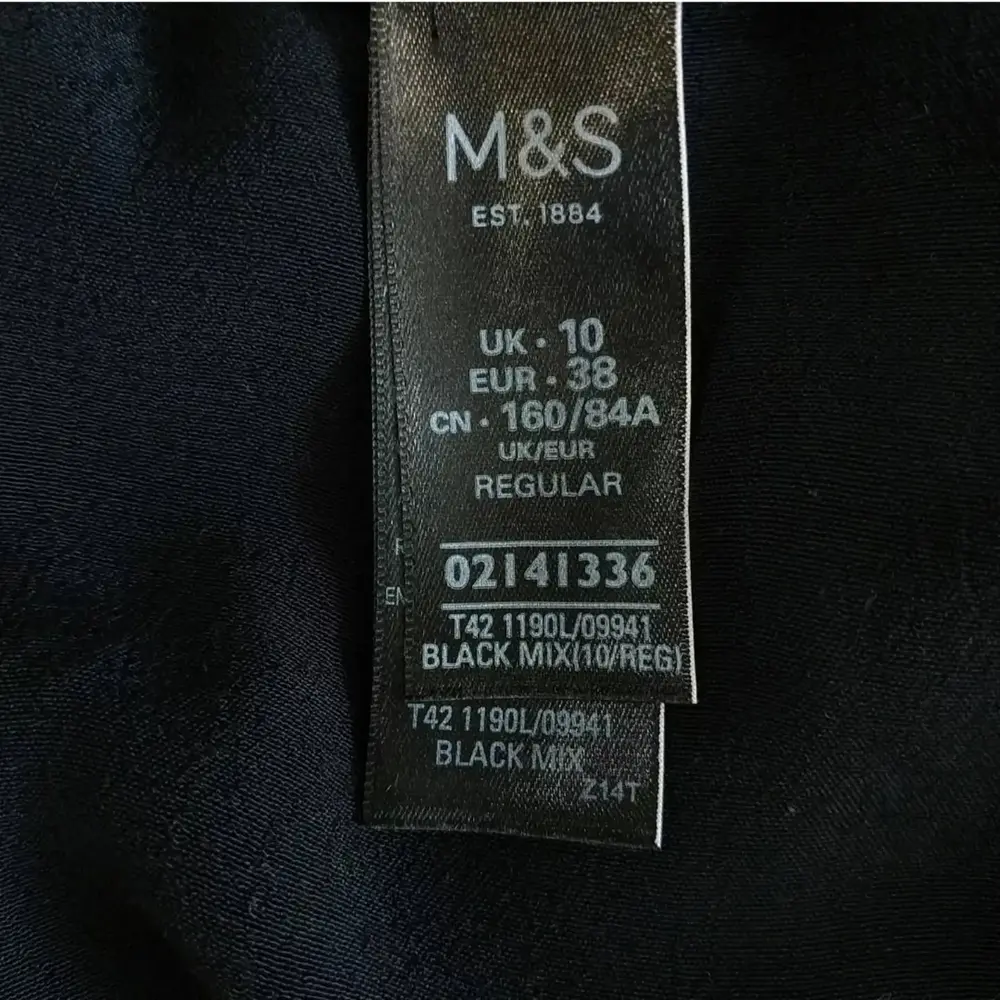 M&S
EST. 1884
UK · 10
EUR · 38
CN · 160/84A
UK/EUR
REGULAR
02141336
T42 1190L/09941
BLACK MIX(10/REG)
T42 1190L/09941
BLACK MIX
Z14T